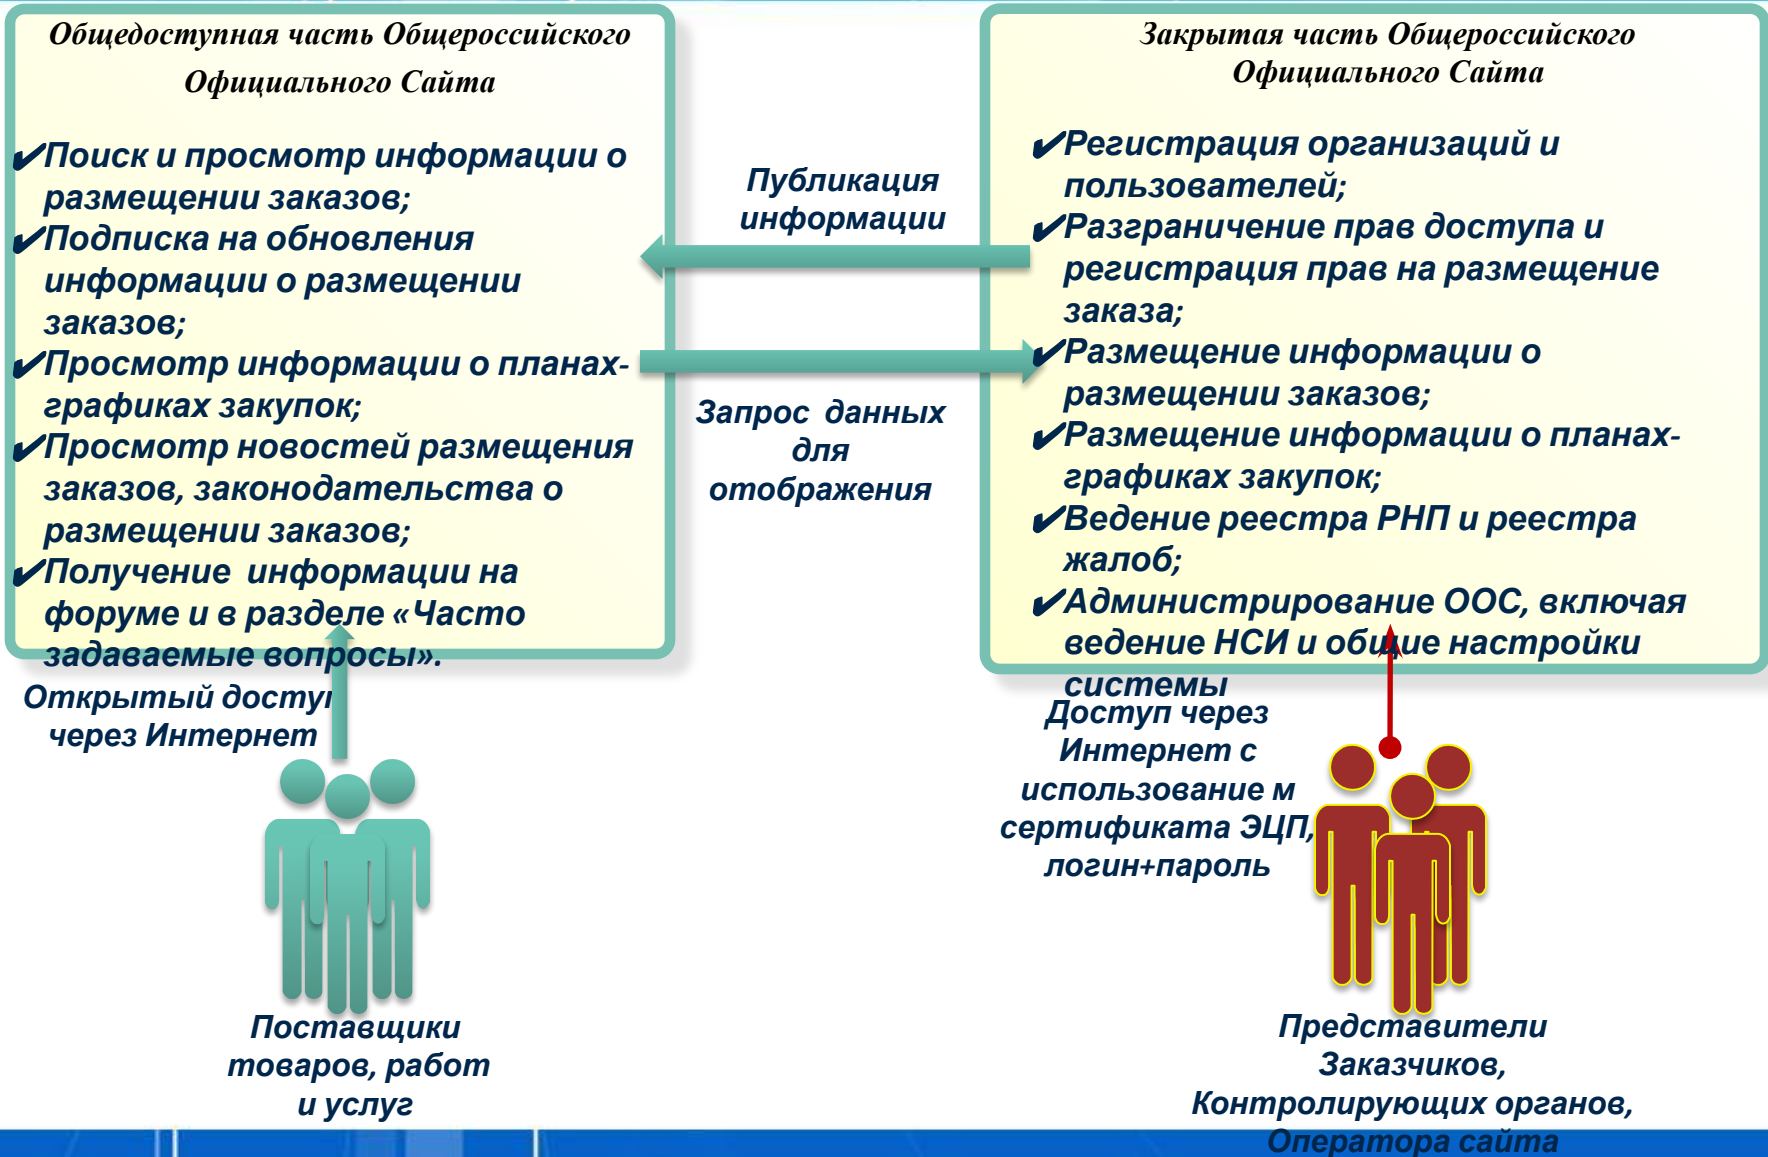 Общедоступная часть Общероссийского
Официального Сайта
✔Поиск и просмотр информации о
размещении заказов;
✔Подписка на обновления
информации о размещении
заказов;
✔Просмотр информации о планах-
графиках закупок;
✔Просмотр новостей размещения
заказов, законодательства о
размещении заказов;
✔Получение информации на
форуме и в разделе «Часто
задаваемые вопросы».
Публикация
информации
Запрос данных
для
отображения
Закрытая часть Общероссийского
Официального Сайта
✔Регистрация организаций и
пользователей;
✔Разграничение прав доступа и
регистрация прав на размещение
заказа;
✔Размещение информации о
размещении заказов;
✔Размещение информации о планах-
графиках закупок;
✔Ведение реестра РНП и реестра
жалоб;
✔Администрирование ООС, включая
ведение НСИ и общие настройки
системы
Открытый доступ
через Интернет
Доступ через
Интернет с
использование м
сертификата ЭЦП,
логин+пароль
Поставщики
товаров, работ
и услуг
Представители
Заказчиков,
Контролирующих органов,
Оператора сайта